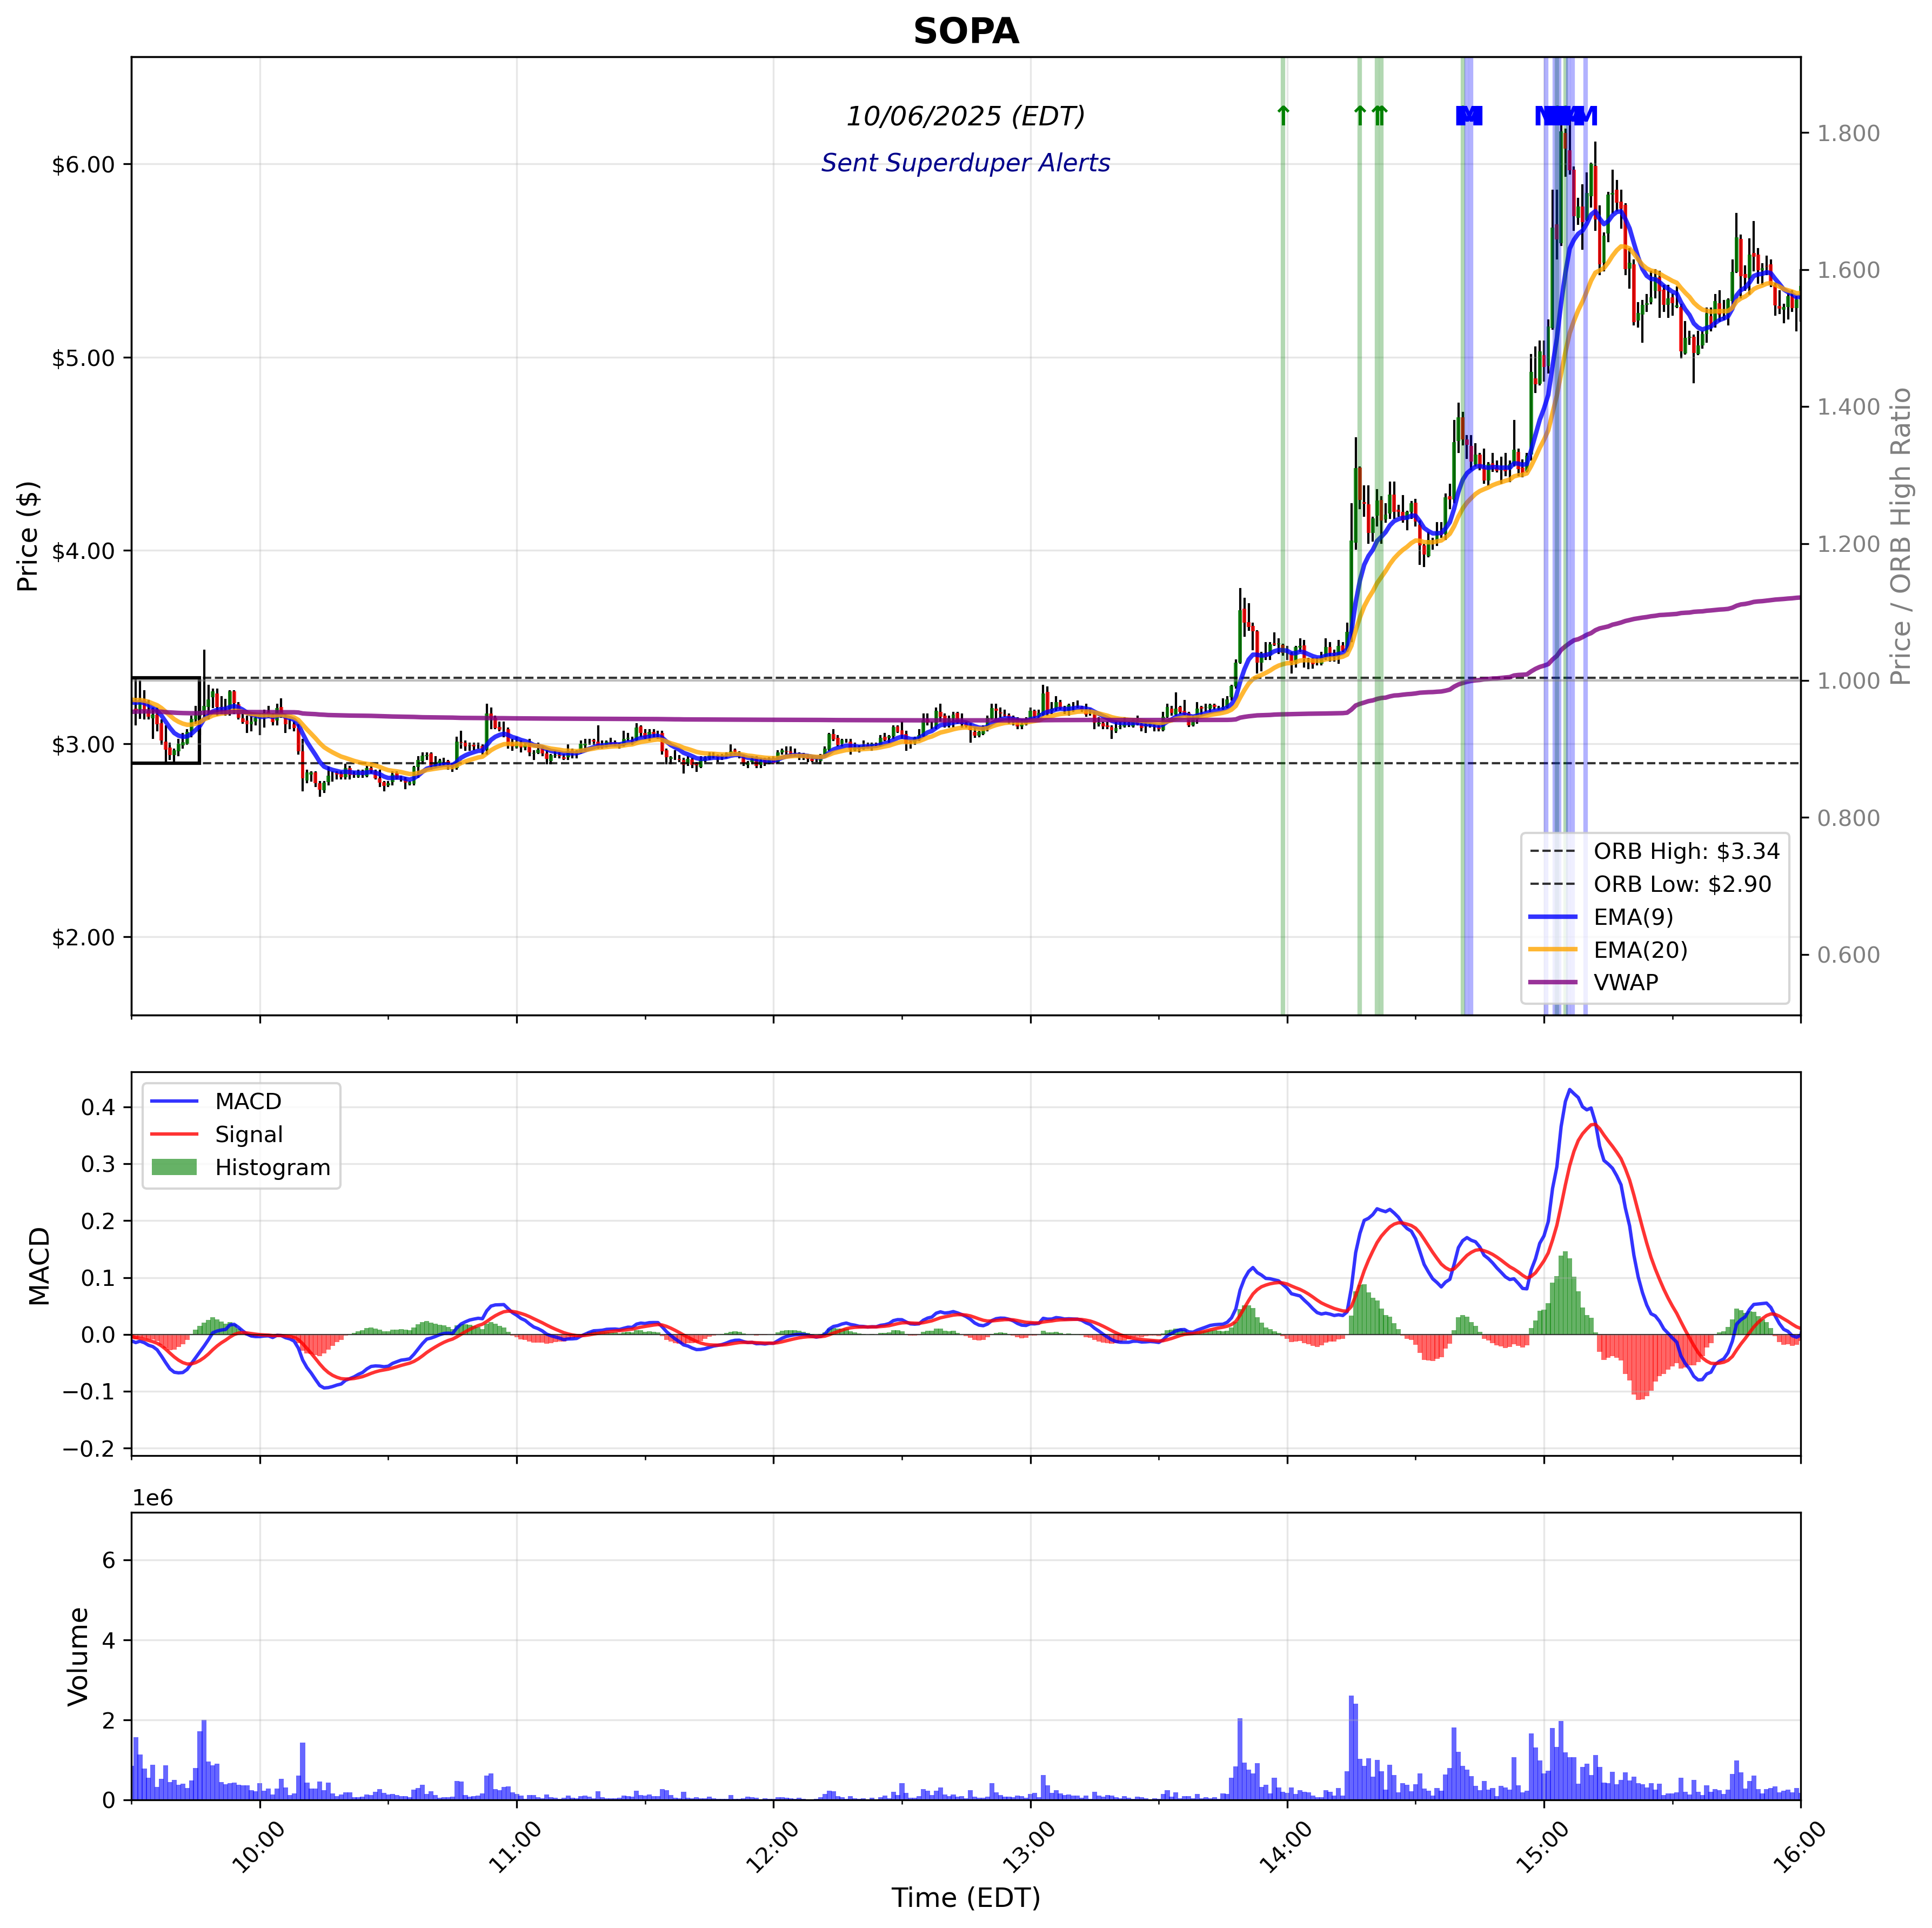 SOPA
10/06/2025 (EDT)
Sent Superduper Alerts
↑ ↑ ↑ ↑
Price ($)
$6.00
$5.00
$4.00
$3.00
$2.00
Price / ORB High Ratio
1.800
1.600
1.400
1.200
1.000
0.800
0.600
ORB High: $3.34
ORB Low: $2.90
EMA(9)
EMA(20)
VWAP
MACD
0.4
0.3
0.2
0.1
0.0
−0.1
−0.2
MACD
Signal
Histogram
1e6
Volume
6
4
2
0
10:00 11:00 12:00 13:00 14:00 15:00 16:00
Time (EDT)